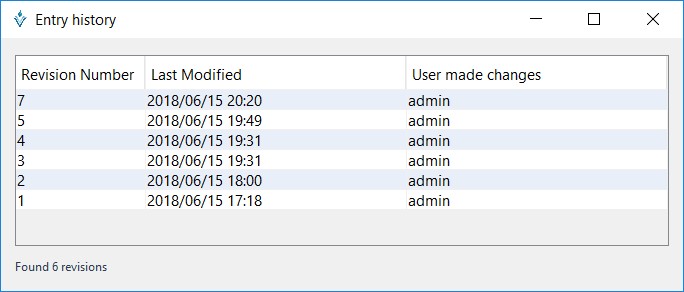 Entry history
Revision Number Last Modified User made changes
7 2018/06/15 20:20 admin
5 2018/06/15 19:49 admin
4 2018/06/15 19:31 admin
3 2018/06/15 19:31 admin
2 2018/06/15 18:00 admin
1 2018/06/15 17:18 admin
Found 6 revisions